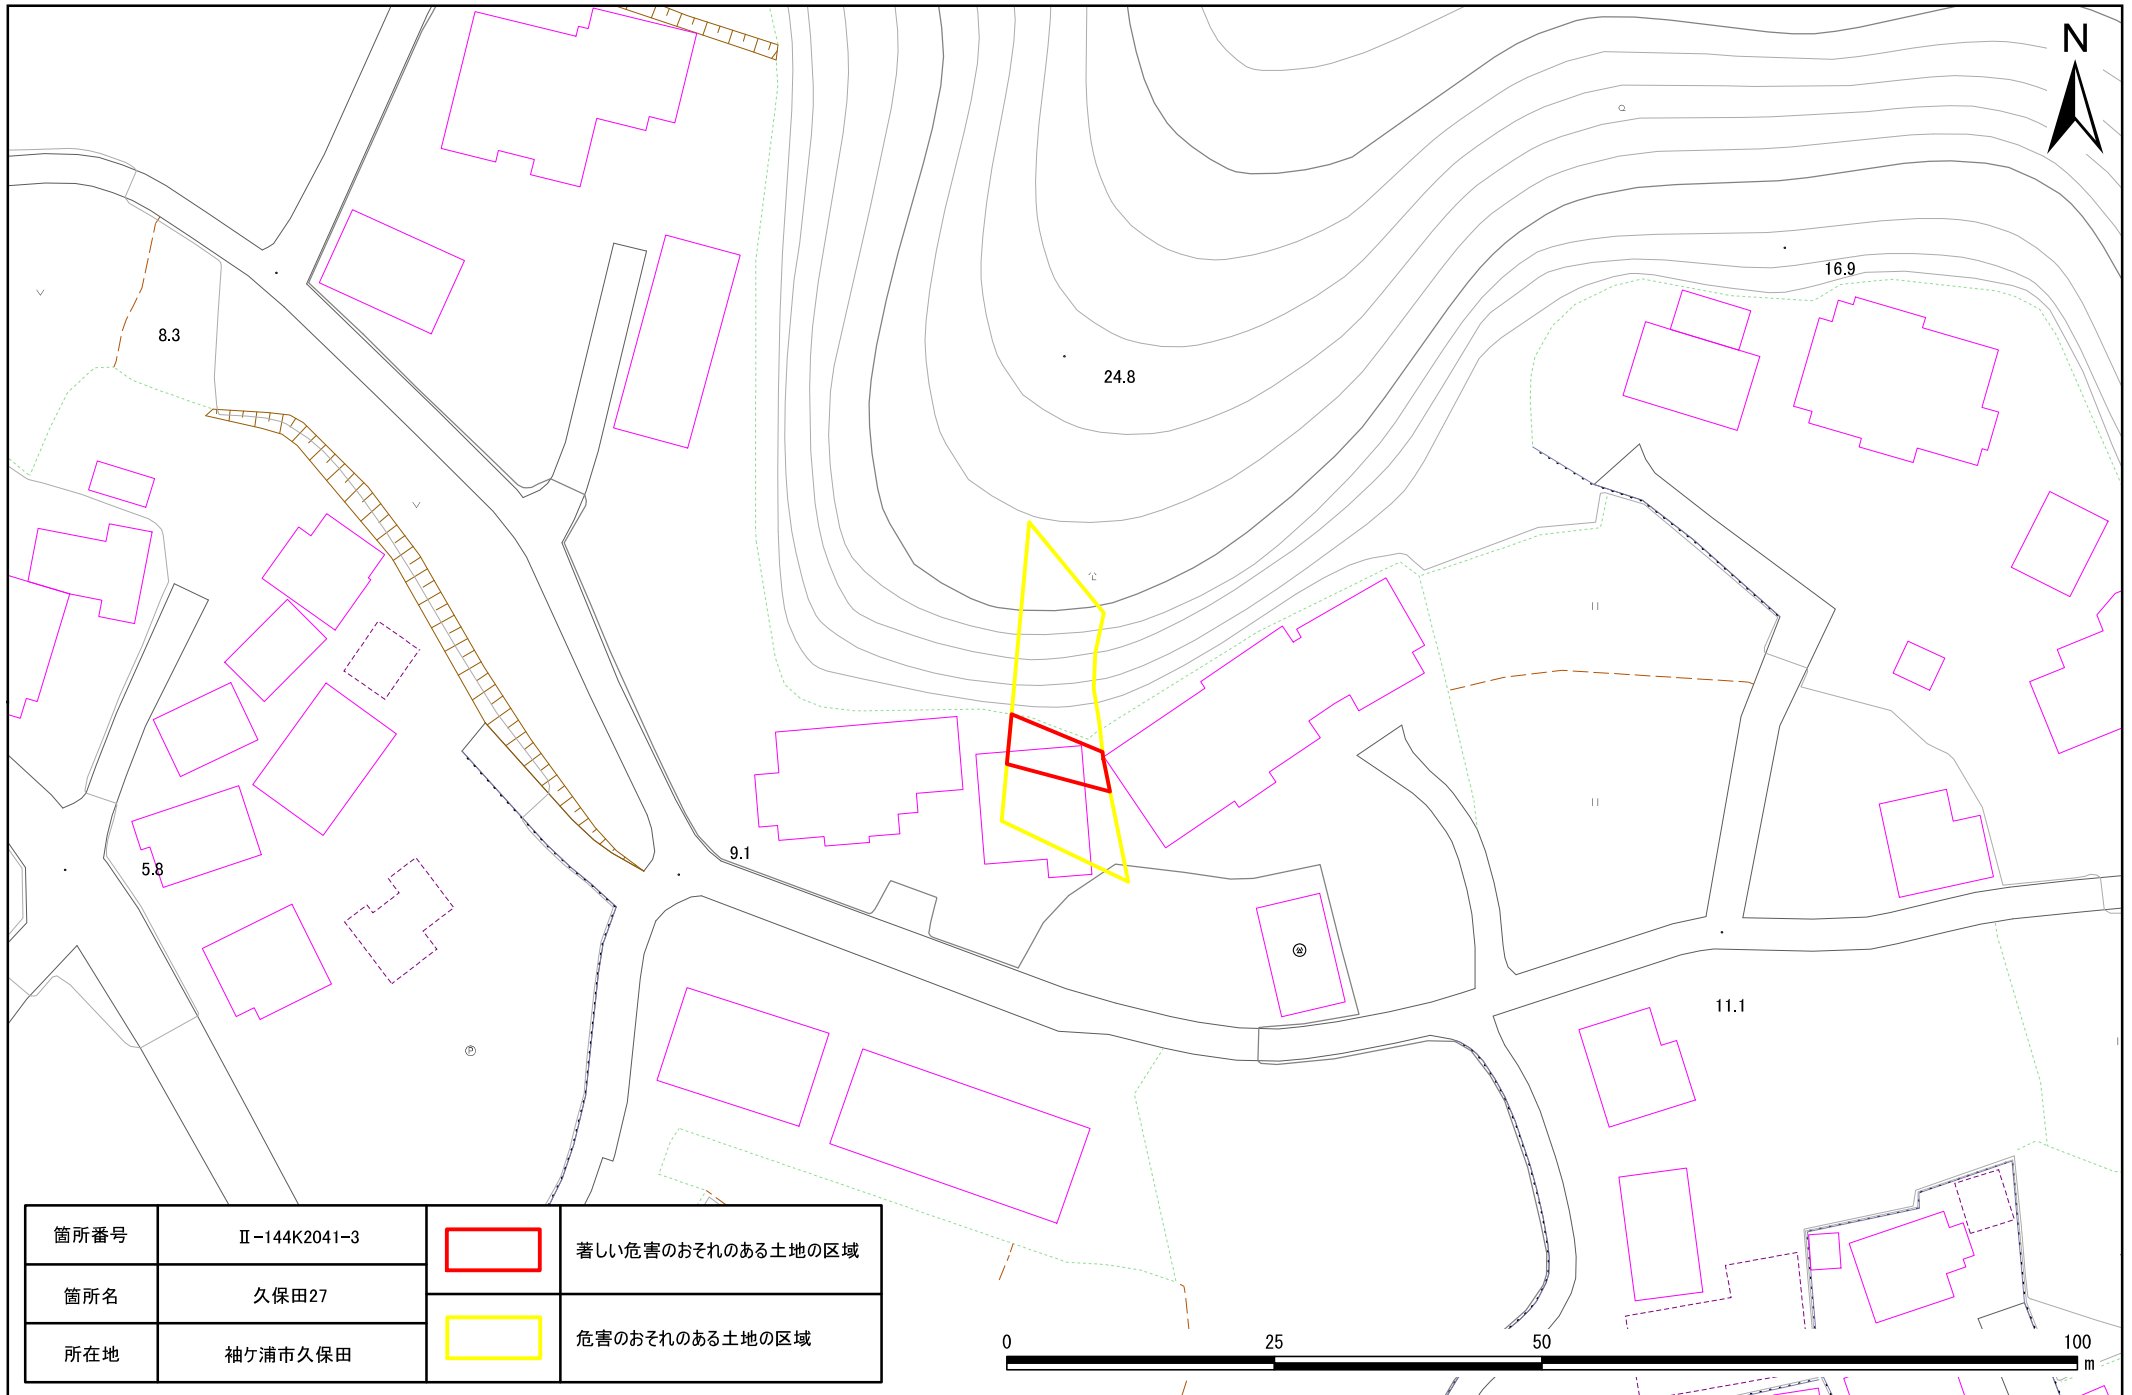 N
16.9
8.3
24.8
9.1
5.8
11.1
P
箇所番号 Ⅱ-144K2041-3
箇所名 久保田27
所在地 袖ケ浦市久保田
著しい危害のおそれのある土地の区域
危害のおそれのある土地の区域
0 25 50 100
m